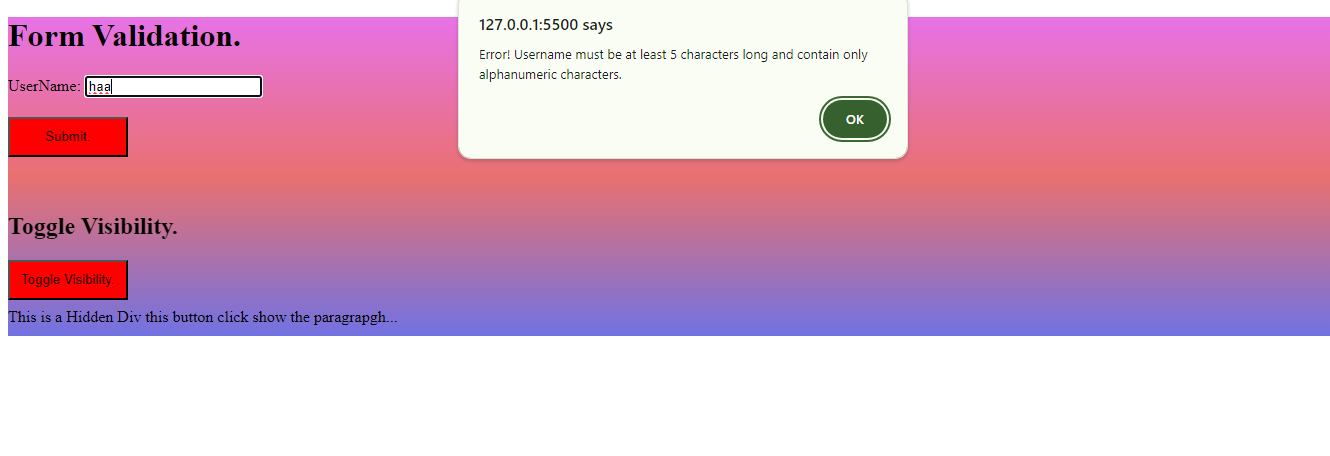 127.0.0.1:5500 says
Error! Username must be at least 5 characters long and contain only
alphanumeric characters.
OK
Form Validation.
UserName: haa
Submit.
Toggle Visibility.
Toggle Visibility.
This is a Hidden Div this button click show the paragrapgh...